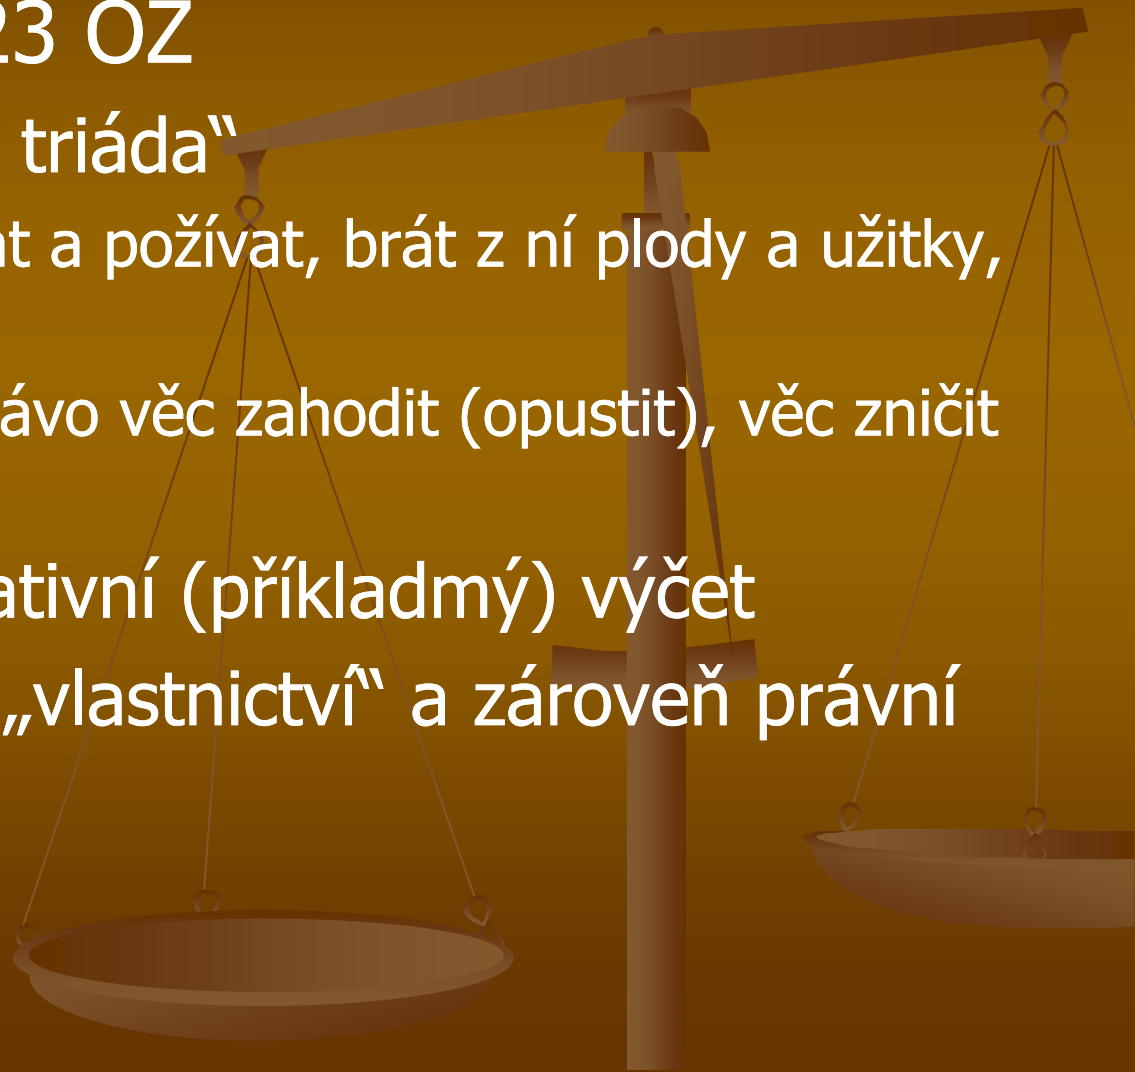 23 OZ
triáda“
at a požívat, brát z ní plody a užitky,
ávo věc zahodit (opustit), věc zničit
ativní (příkladmý) výčet
„vlastnictví“ a zároveň právní